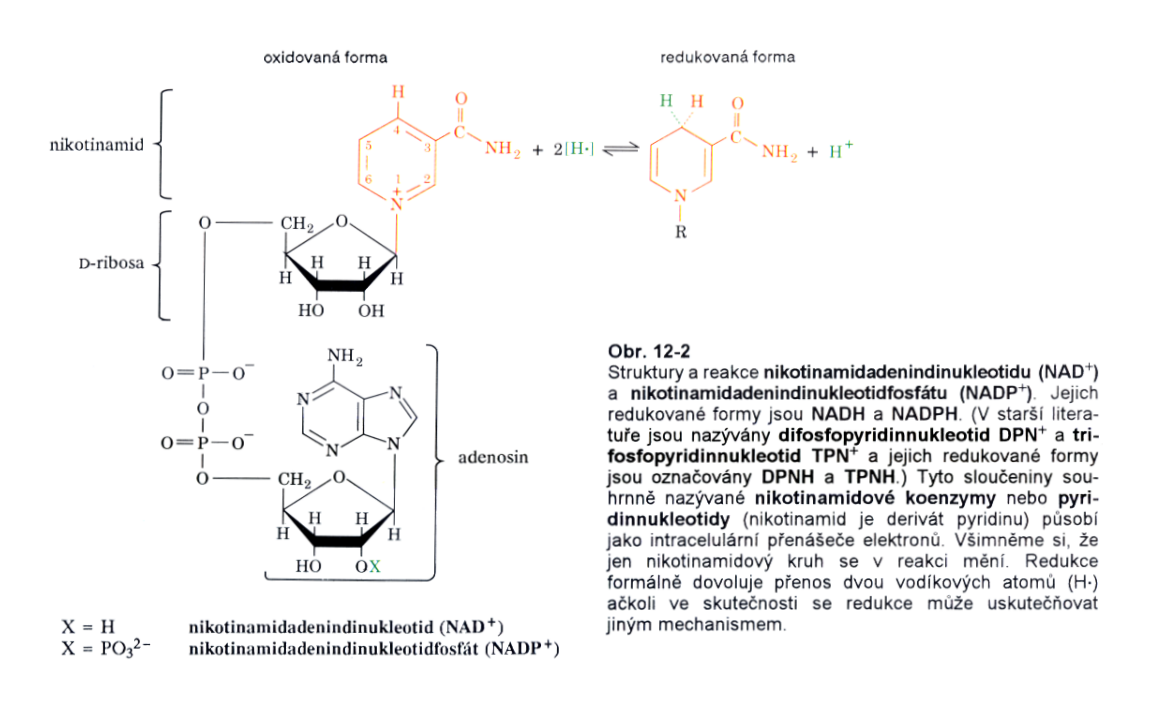 oxidovaná forma
redukovaná forma
nikotinamid
H
O
4
C
5
3
NH₂ + 2[H·] ⇌
6
1
2
+
N
H H
O
C
NH₂ + H⁺
N
R
D-ribosa
O
CH₂
O
H
H
H
H
HO
OH
O=P—O⁻
O
O=P—O⁻
O
CH₂
NH₂
N
N
N
N
O
H
H
H
H
HO
OX
adenosin
X = H nikotinamidadenindinukleotid (NAD⁺)
X = PO₃²⁻ nikotinamidadenindinukleotidfosfát (NADP⁺)
Obr. 12-2
Struktury a reakce nikotinamidadenindinukleotidu (NAD⁺)
a nikotinamidadenindinukleotidfosfátu (NADP⁺). Jejich
redukované formy jsou NADH a NADPH. (V starší litera-
tuře jsou nazývány difosfopyridinnukleotid DPN⁺ a tri-
fosfopyridinnukleotid TPN⁺ a jejich redukované formy
jsou označovány DPNH a TPNH.) Tyto sloučeniny sou-
hrnně nazývané nikotinamidové koenzymy nebo pyri-
dinnukleotidy (nikotinamid je derivát pyridinu) působí
jako intracelulární přenášeče elektronů. Všimněme si, že
jen nikotinamidový kruh se v reakci mění. Redukce
formálně dovoluje přenos dvou vodíkových atomů (H·)
ačkoli ve skutečnosti se redukce může uskutečňovat
jiným mechanismem.